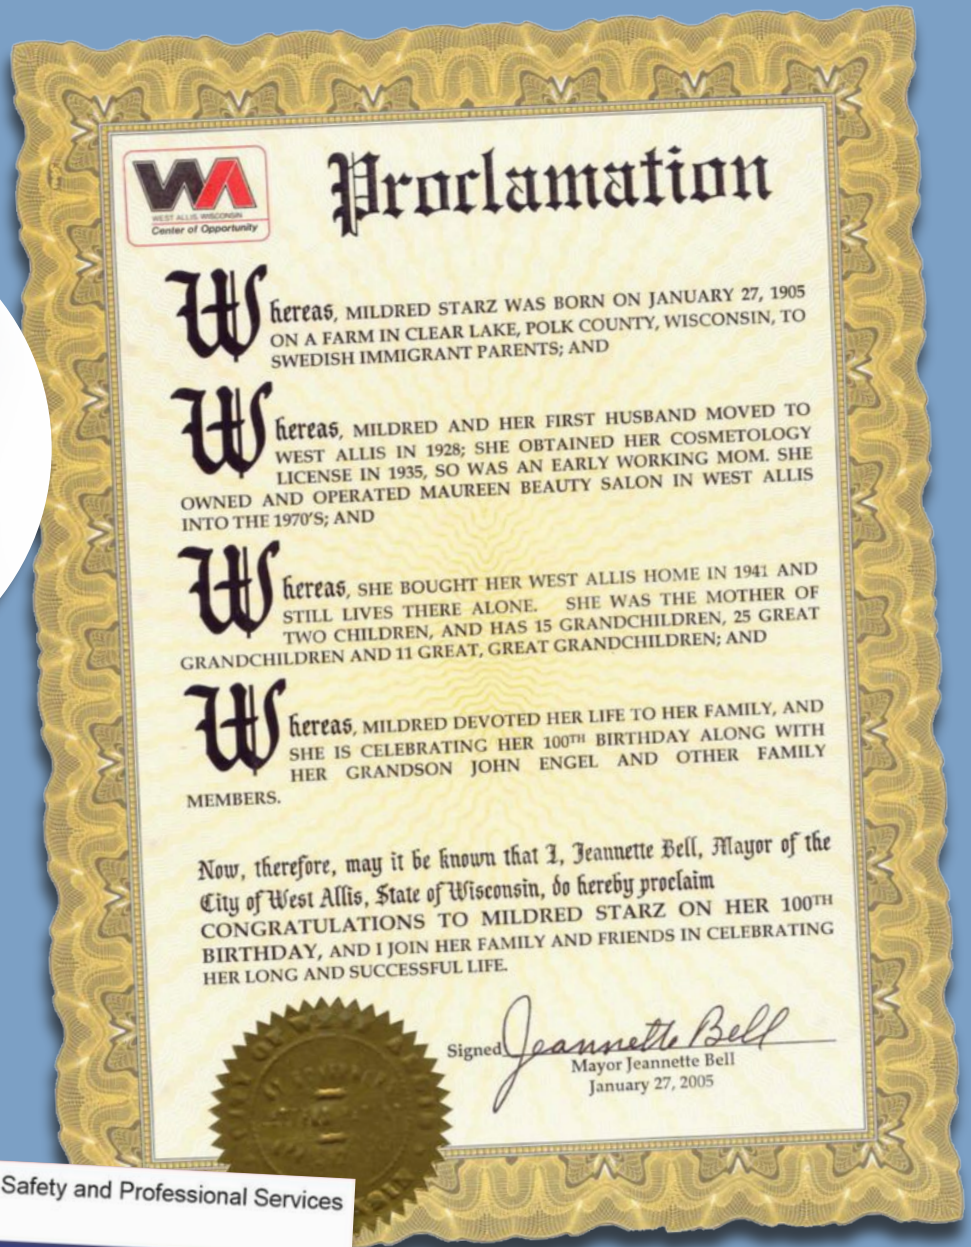 WA
WEST ALLIS, WISCONSIN
Center of Opportunity
Proclamation
Whereas, MILDRED STARZ WAS BORN ON JANUARY 27, 1905
ON A FARM IN CLEAR LAKE, POLK COUNTY, WISCONSIN, TO
SWEDISH IMMIGRANT PARENTS; AND
Whereas, MILDRED AND HER FIRST HUSBAND MOVED TO
WEST ALLIS IN 1928; SHE OBTAINED HER COSMETOLOGY
LICENSE IN 1935, SO WAS AN EARLY WORKING MOM. SHE
OWNED AND OPERATED MAUREEN BEAUTY SALON IN WEST ALLIS
INTO THE 1970'S; AND
Whereas, SHE BOUGHT HER WEST ALLIS HOME IN 1941 AND
STILL LIVES THERE ALONE. SHE WAS THE MOTHER OF
TWO CHILDREN, AND HAS 15 GRANDCHILDREN, 25 GREAT
GRANDCHILDREN AND 11 GREAT, GREAT GRANDCHILDREN; AND
Whereas, MILDRED DEVOTED HER LIFE TO HER FAMILY, AND
SHE IS CELEBRATING HER 100TH BIRTHDAY ALONG WITH
HER GRANDSON JOHN ENGEL AND OTHER FAMILY
MEMBERS.
Now, therefore, may it be known that I, Jeannette Bell, Mayor of the
City of West Allis, State of Wisconsin, do hereby proclaim
CONGRATULATIONS TO MILDRED STARZ ON HER 100TH
BIRTHDAY, AND I JOIN HER FAMILY AND FRIENDS IN CELEBRATING
HER LONG AND SUCCESSFUL LIFE.
Signed Jeannette Bell
Mayor Jeannette Bell
January 27, 2005
Safety and Professional Services